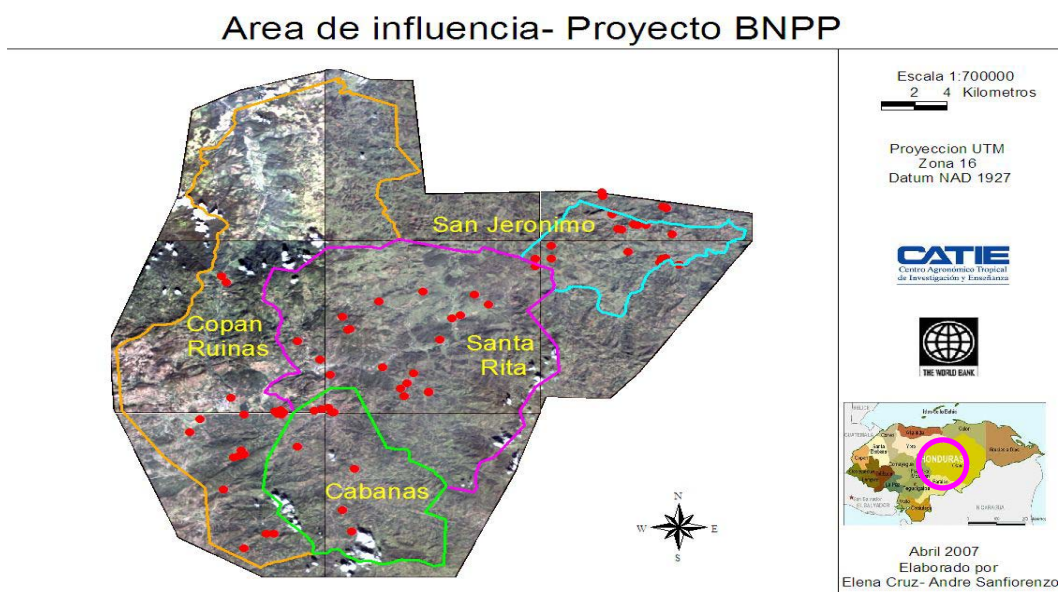 Area de influencia- Proyecto BNPP
Escala 1:700000
2 4 Kilometros
Proyeccion UTM
Zona 16
Datum NAD 1927
San Jeronimo
Copan
Ruinas
Santa
Rita
Cabanas
CATIE
Centro Agronómico Tropical
de Investigación y Enseñanza
THE WORLD BANK
HONDURAS
N
W E
S
Abril 2007
Elaborado por
Elena Cruz- Andre Sanfiorenzo